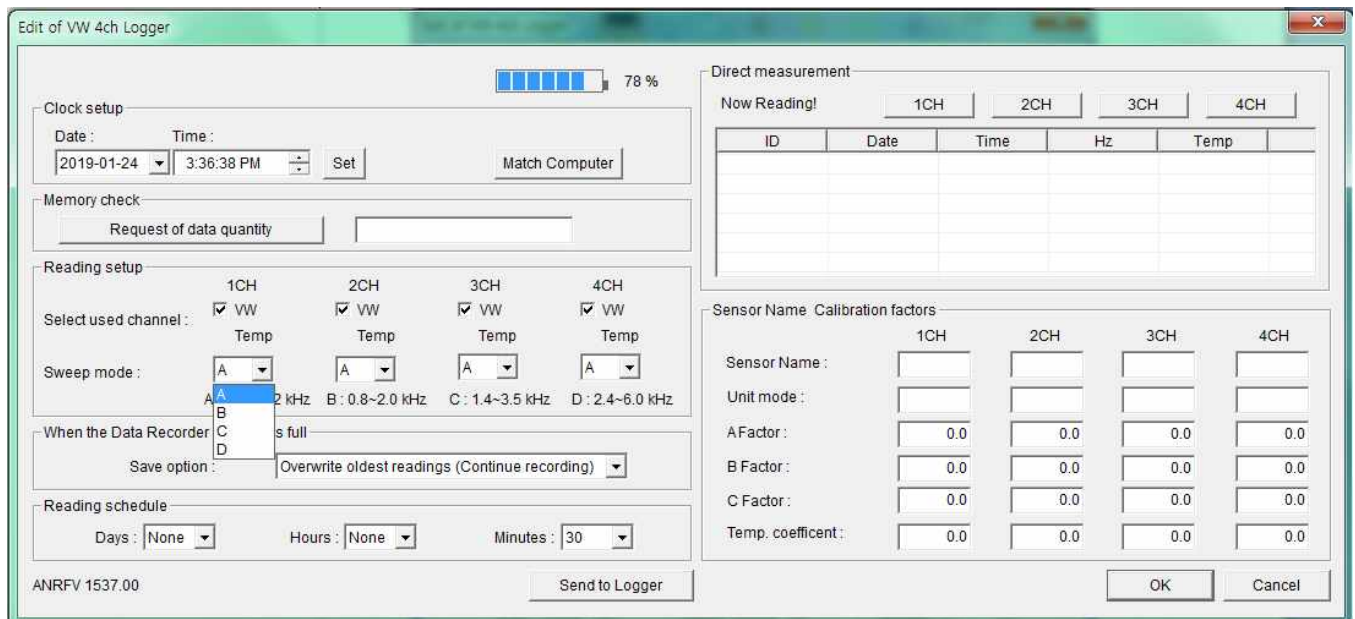 Edit of VW 4ch Logger
78 %
Clock setup
Date : Time :
2019-01-24 3:36:38 PM Set Match Computer
Memory check
Request of data quantity
Reading setup
1CH 2CH 3CH 4CH
Select used channel : VW VW VW VW
Temp Temp Temp Temp
Sweep mode : A A A A
A 2 kHz B : 0.8~2.0 kHz C : 1.4~3.5 kHz D : 2.4~6.0 kHz
A
B
C
D
When the Data Recorder s full
Save option : Overwrite oldest readings (Continue recording)
Reading schedule
Days : None Hours : None Minutes : 30
ANRFV 1537.00 Send to Logger
Direct measurement
Now Reading! 1CH 2CH 3CH 4CH
ID Date Time Hz Temp
Sensor Name Calibration factors
1CH 2CH 3CH 4CH
Sensor Name :
Unit mode :
A Factor : 0.0 0.0 0.0 0.0
B Factor : 0.0 0.0 0.0 0.0
C Factor : 0.0 0.0 0.0 0.0
Temp. coefficent : 0.0 0.0 0.0 0.0
OK Cancel